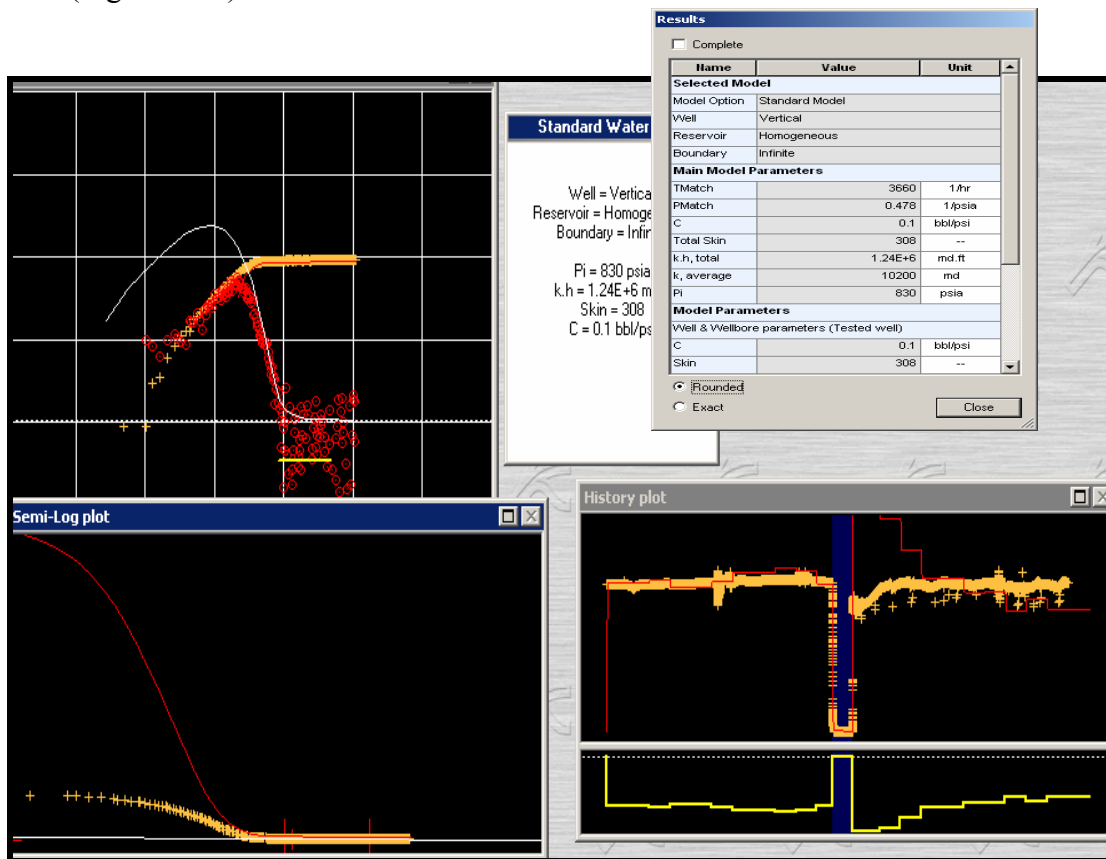 Results
Complete
Name Value Unit
Selected Model
Model Option Standard Model
Well Vertical
Reservoir Homogeneous
Boundary Infinite
Main Model Parameters
TMatch 3660 1/hr
PMatch 0.478 1/psia
C 0.1 bbl/psi
Total Skin 308 --
k.h, total 1.24E+6 md.ft
k, average 10200 md
Pi 830 psia
Model Parameters
Well & Wellbore parameters (Tested well)
C 0.1 bbl/psi
Skin 308 --
Rounded
Exact
Close
Standard Water
Well = Vertica
Reservoir = Homoge
Boundary = Infin
Pi = 830 psia
k.h = 1.24E+6 m
Skin = 308
C = 0.1 bbl/ps
Semi-Log plot
History plot